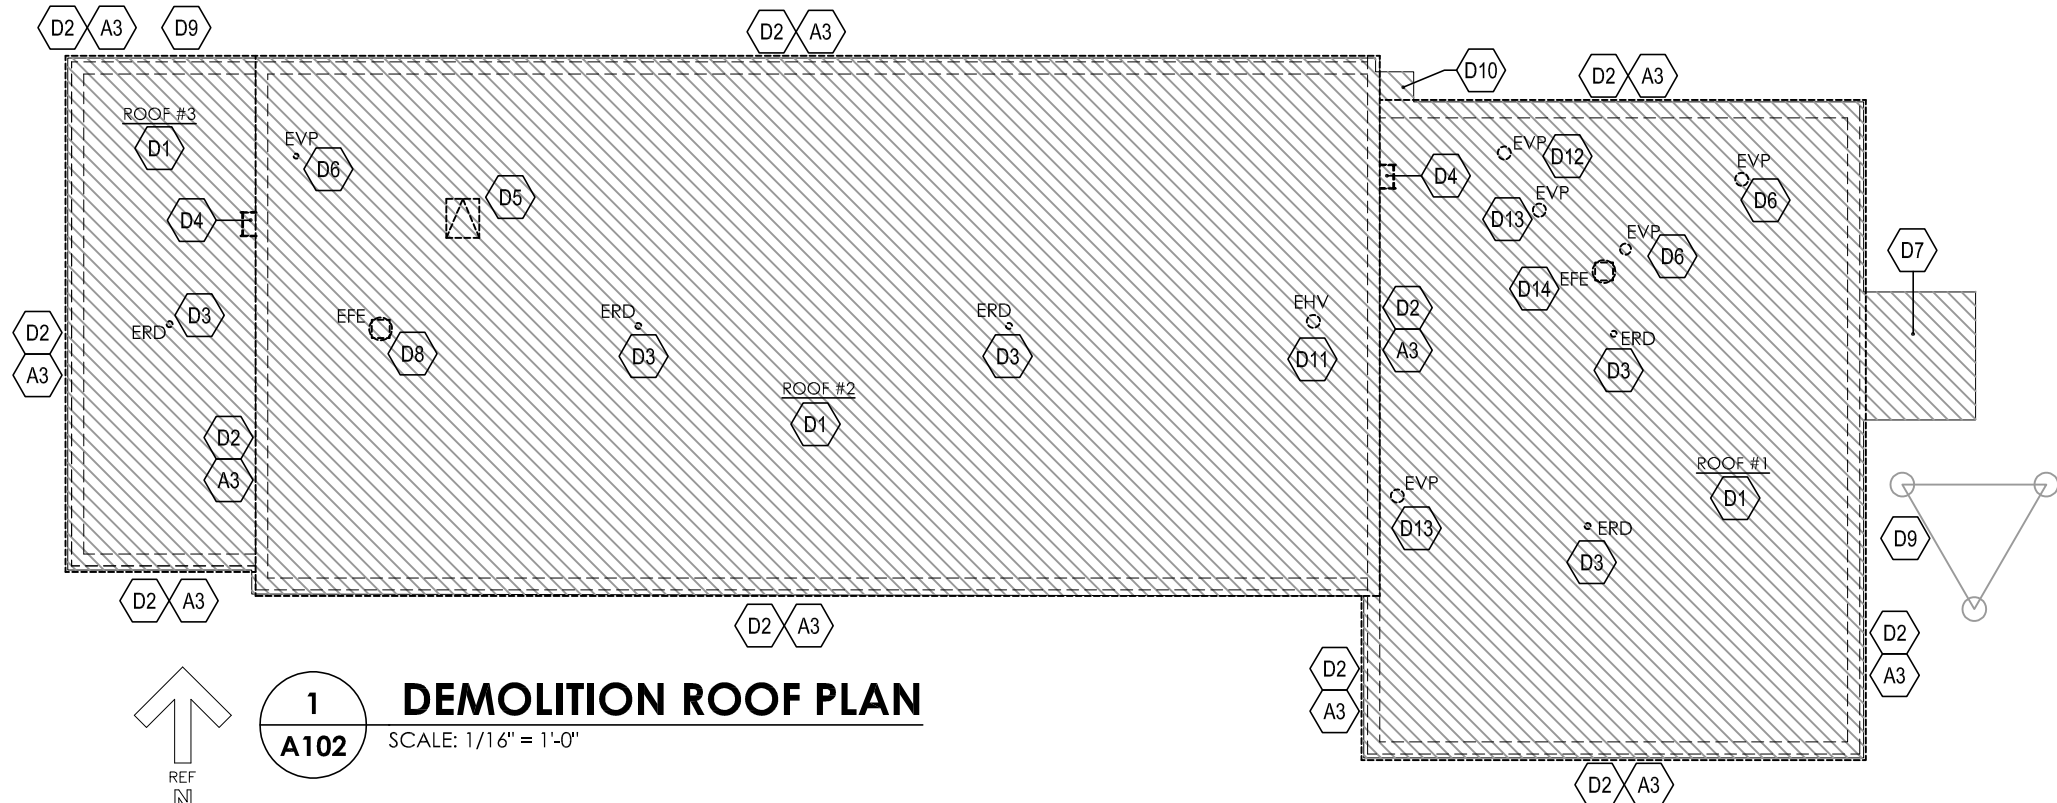 D2 A3 D9
D2 A3
D10
D2 A3
ROOF #3
D1
EVP
D6
D5
D4
D4
EVP
D12
EVP
D6
EVP
D13
EVP
D6
EFE
D14
D7
D2
A3
ERD
D3
EFE
D8
ERD
D3
ERD
D3
EHV
D11
D2
A3
ERD
D3
ROOF #2
D1
D2
A3
ROOF #1
D1
EVP
D13
ERD
D3
D9
D2 A3
D2 A3
D2
A3
D2
A3
D2 A3
1
A102
DEMOLITION ROOF PLAN
SCALE: 1/16" = 1'-0"
REF
N